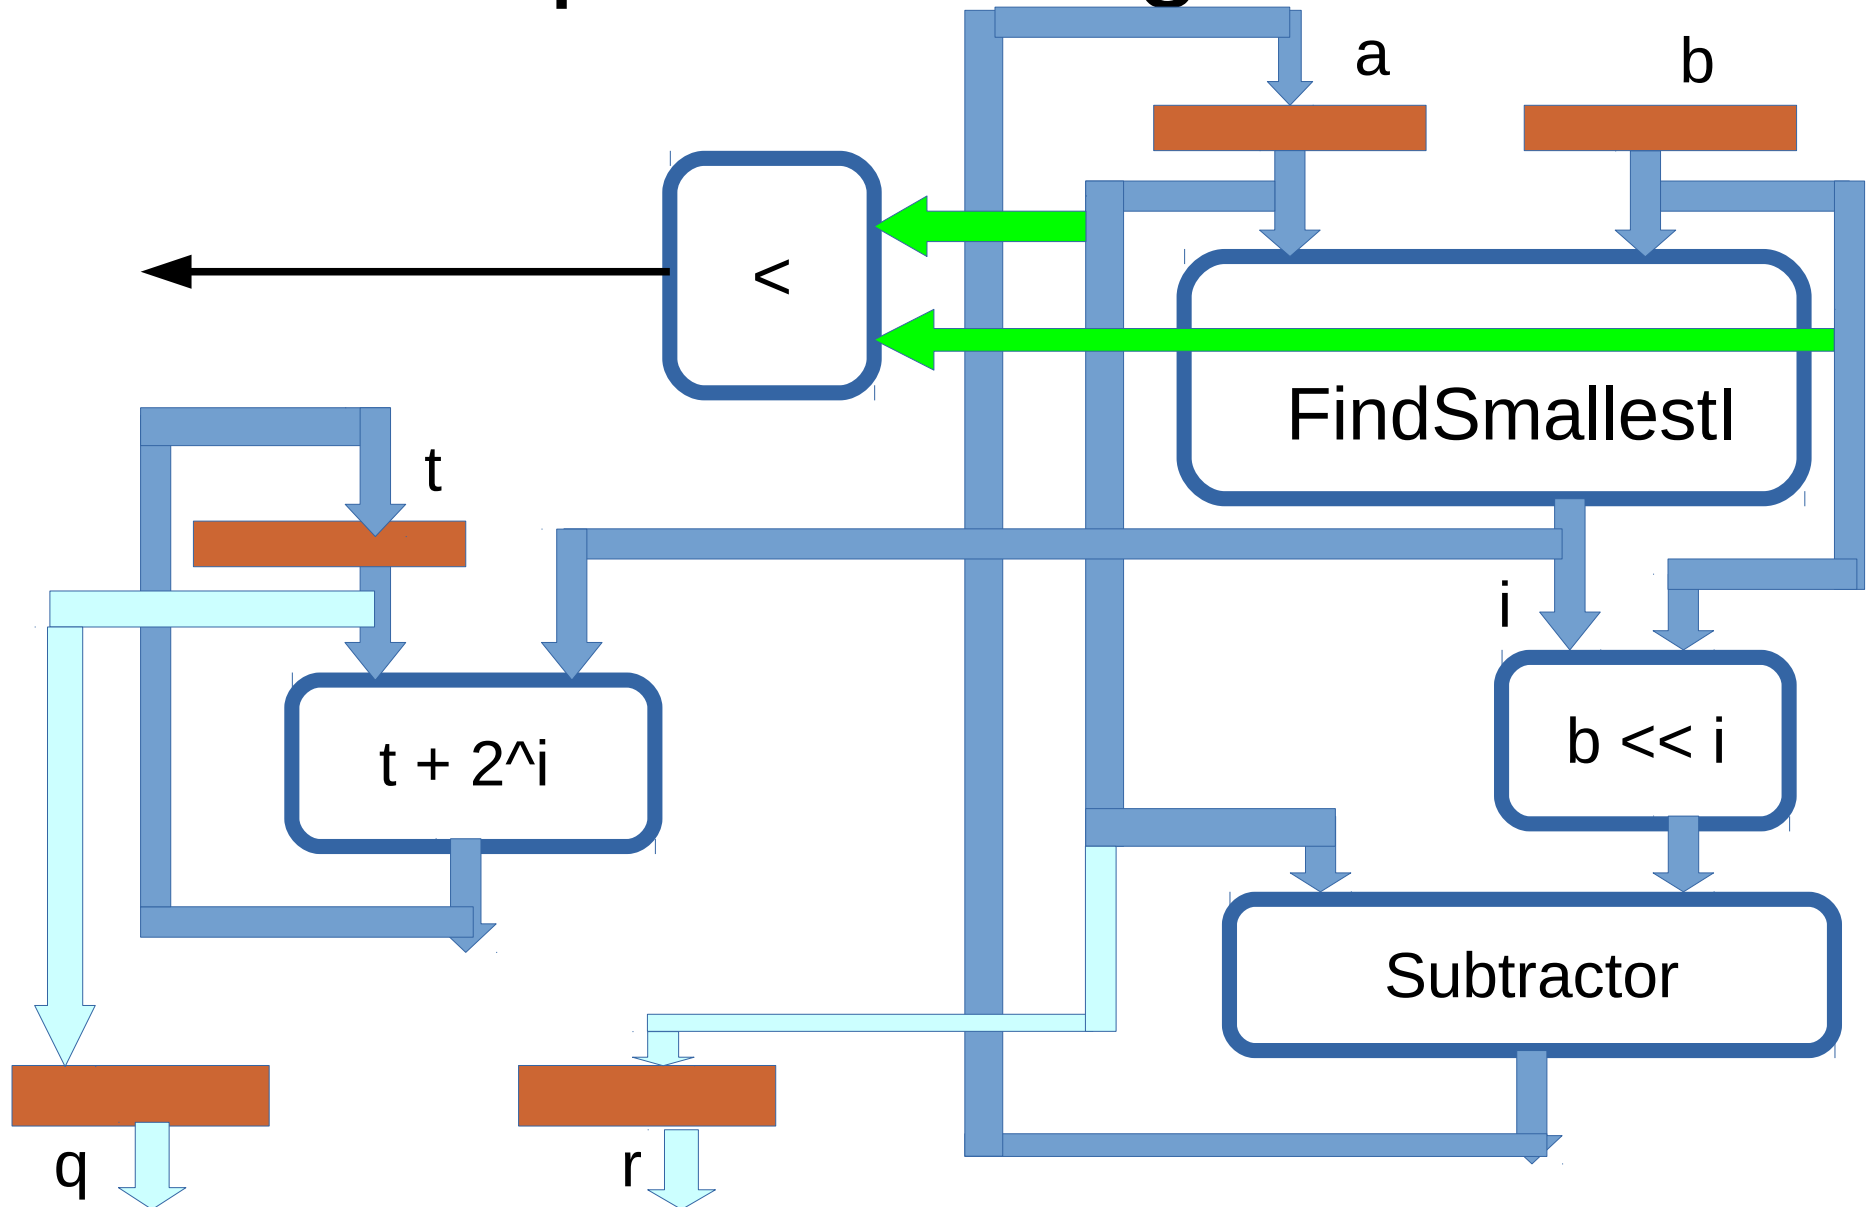 a
b
<
FindSmallestI
t
i
t + 2^i
b << i
Subtractor
q
r